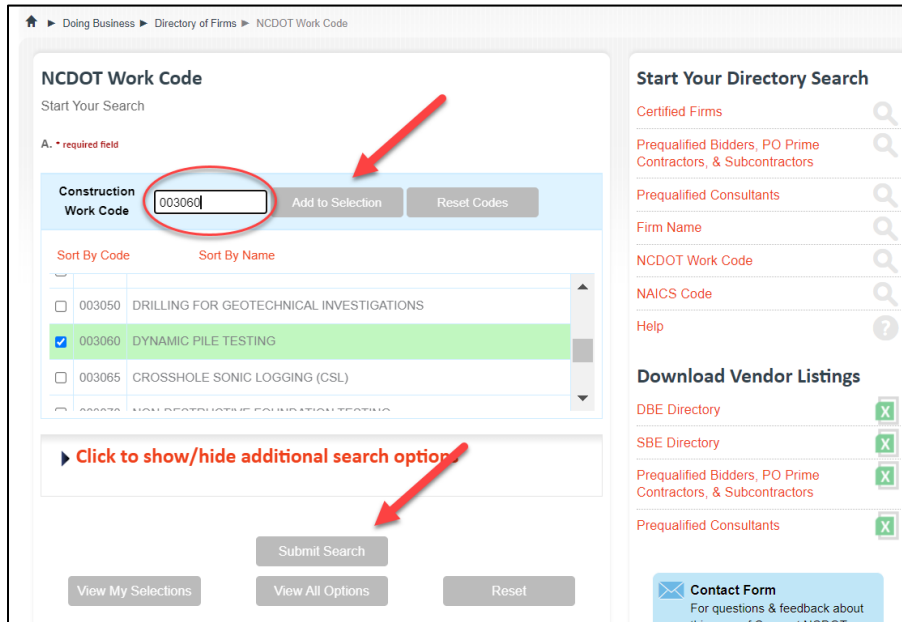 Doing Business ▶ Directory of Firms ▶ NCDOT Work Code
NCDOT Work Code
Start Your Search
A. * required field
Construction
Work Code
003060
Add to Selection
Reset Codes
Sort By Code
Sort By Name
003050 DRILLING FOR GEOTECHNICAL INVESTIGATIONS
003060 DYNAMIC PILE TESTING
003065 CROSSHOLE SONIC LOGGING (CSL)
Click to show/hide additional search options
Submit Search
View My Selections
View All Options
Reset
Start Your Directory Search
Certified Firms
Prequalified Bidders, PO Prime
Contractors, & Subcontractors
Prequalified Consultants
Firm Name
NCDOT Work Code
NAICS Code
Help
?
Download Vendor Listings
DBE Directory
X
SBE Directory
X
Prequalified Bidders, PO Prime
Contractors, & Subcontractors
X
Prequalified Consultants
X
Contact Form
For questions & feedback about